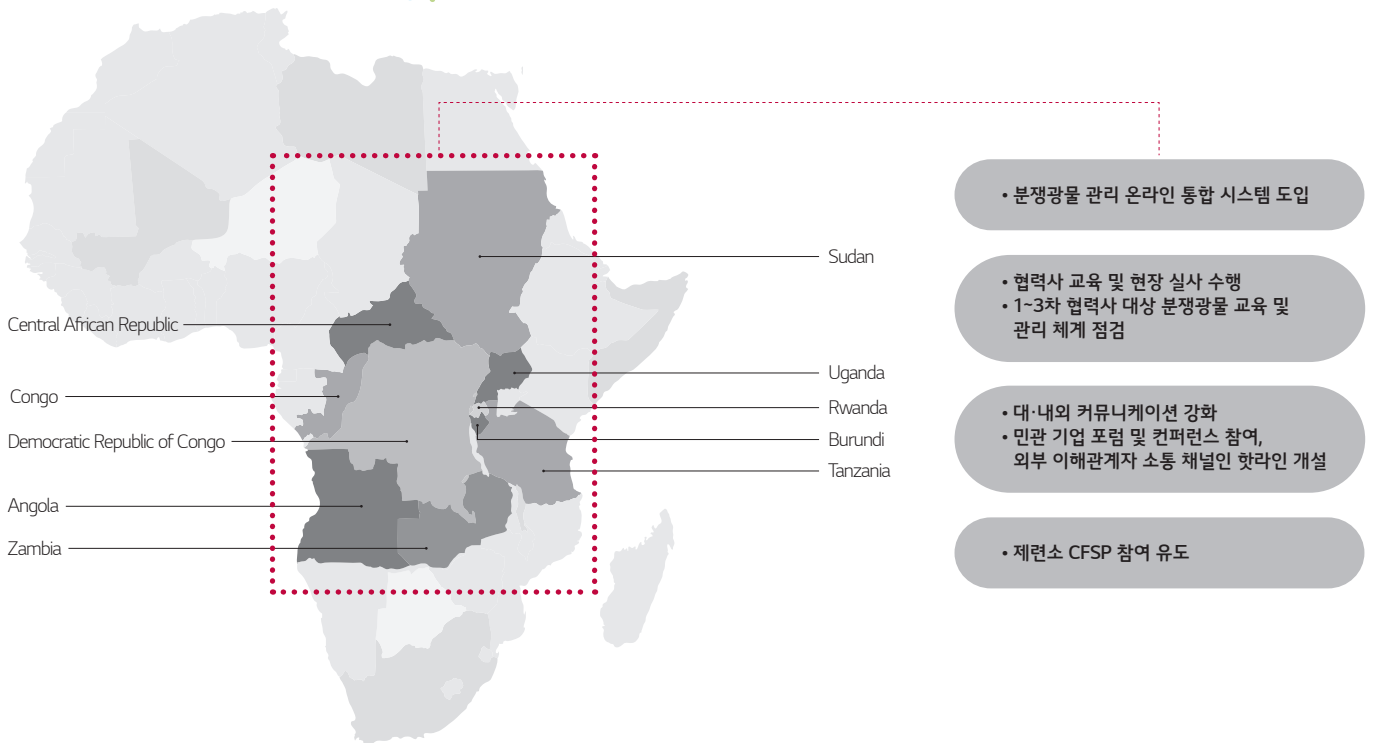 Central African Republic
Congo
Democratic Republic of Congo
Angola
Zambia
Sudan
Uganda
Rwanda
Burundi
Tanzania
• 분쟁광물 관리 온라인 통합 시스템 도입
• 협력사 교육 및 현장 실사 수행
• 1~3차 협력사 대상 분쟁광물 교육 및
관리 체계 점검
• 대·내외 커뮤니케이션 강화
• 민관 기업 포럼 및 컨퍼런스 참여,
외부 이해관계자 소통 채널인 핫라인 개설
• 제련소 CFSP 참여 유도